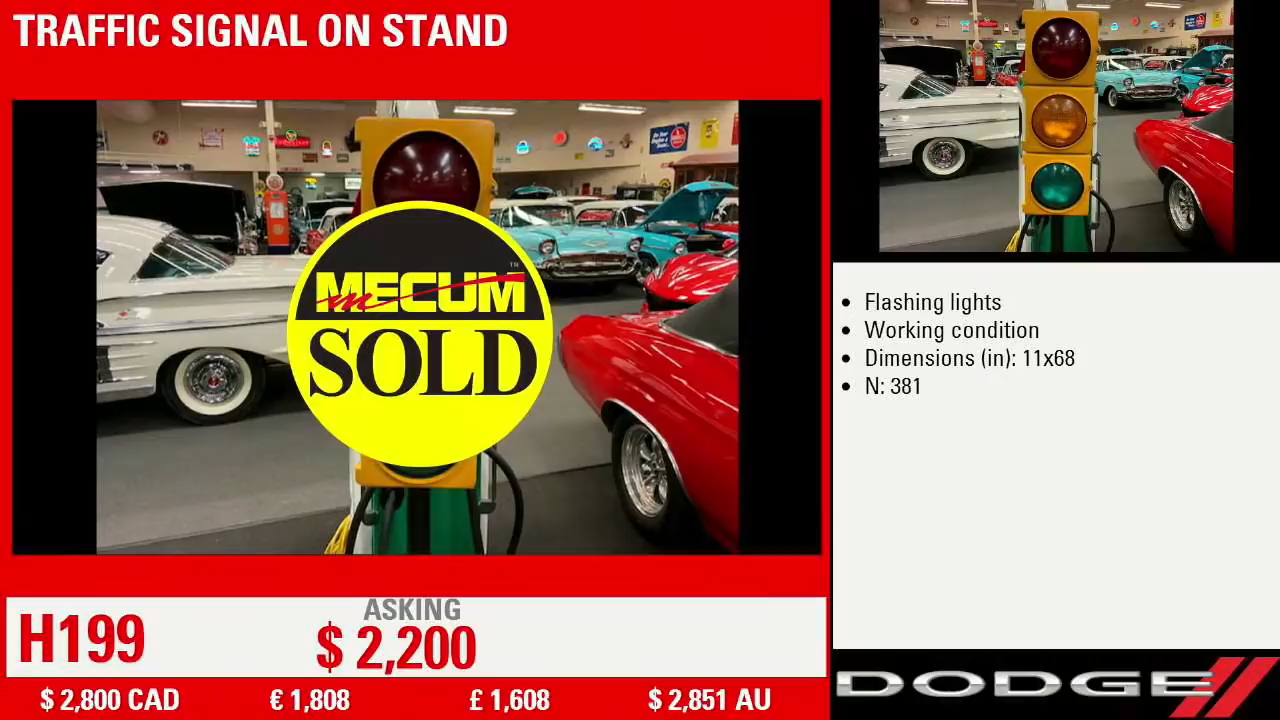 TRAFFIC SIGNAL ON STAND
MECUM
TM
SOLD
• Flashing lights
• Working condition
• Dimensions (in): 11x68
• N: 381
H199
ASKING
$ 2,200
$ 2,800 CAD € 1,808 £ 1,608 $ 2,851 AU
DODGE